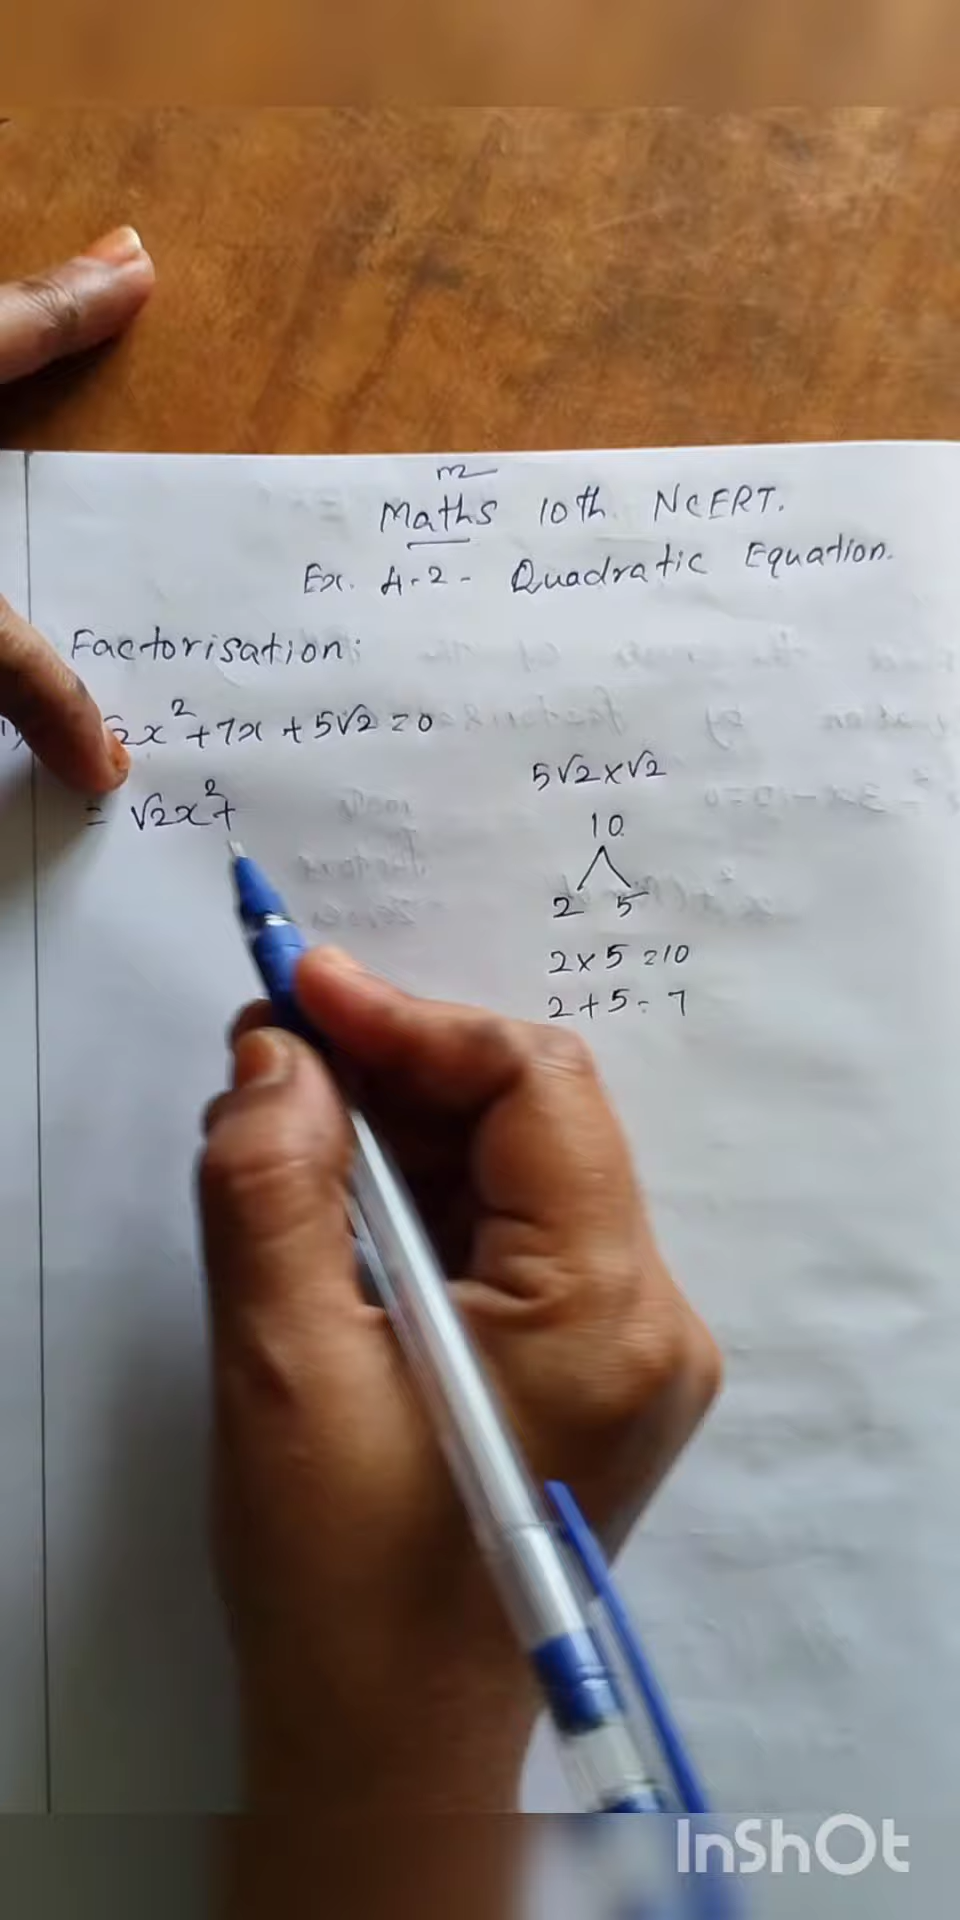 Maths 10th NCERT.
Ex. 4.2 - Quadratic Equation.
Factorisation:
2x²+7x+5√2=0
= √2x²+
5√2×√2
10
2 5
2×5=10
2+5=7
InShOt